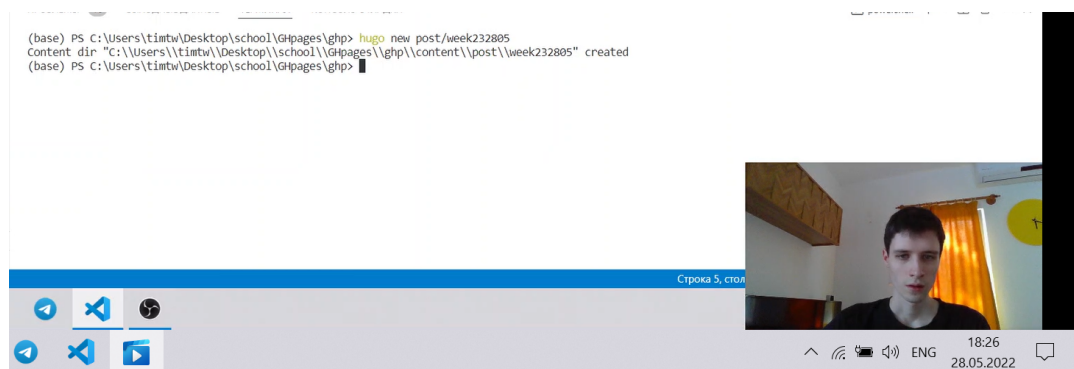 (base) PS C:\Users\timtw\Desktop\school\GHpages\ghp> hugo new post/week232805
Content dir "C:\\Users\\timtw\\Desktop\\school\\GHpages\\ghp\\content\\post\\week232805" created
(base) PS C:\Users\timtw\Desktop\school\GHpages\ghp>
Строка 5, стол
ENG
18:26
28.05.2022